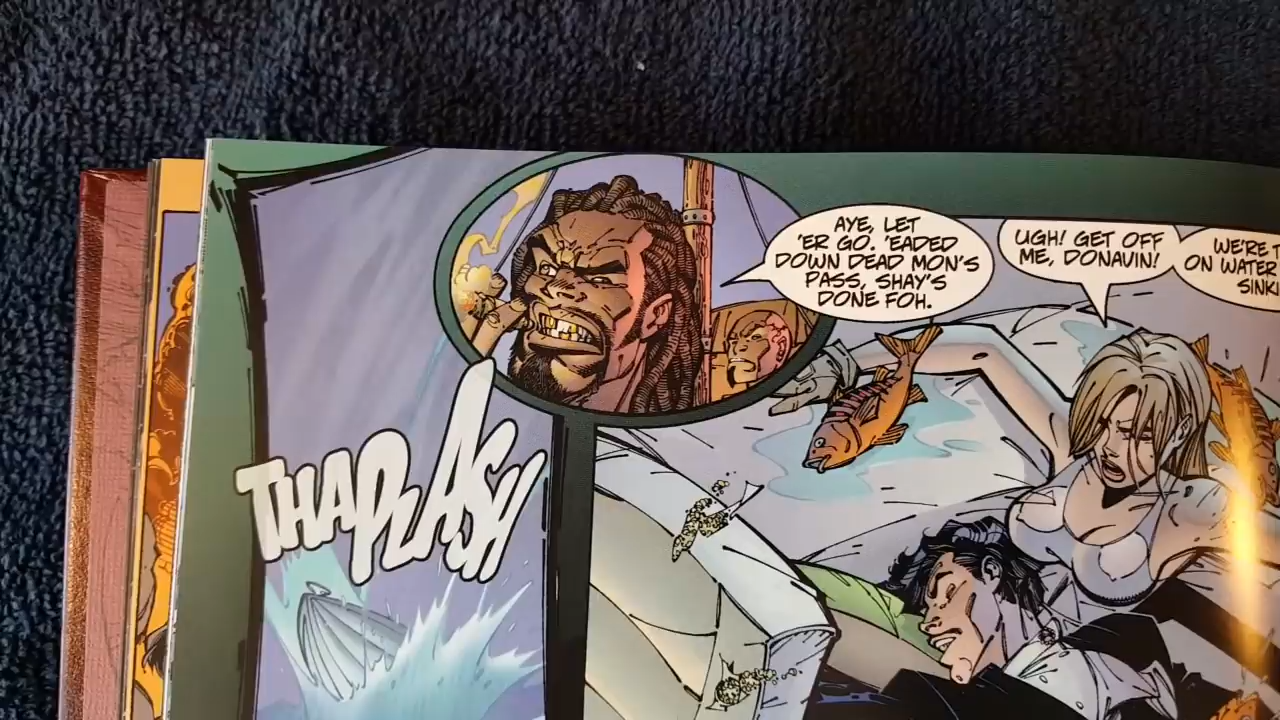 AYE, LET
'ER GO. 'EADED
DOWN DEAD MON'S
PASS, SHAY'S
DONE FOH.
UGH! GET OFF
ME, DONAVIN!
WE'RE
ON WATER
THAPLASH